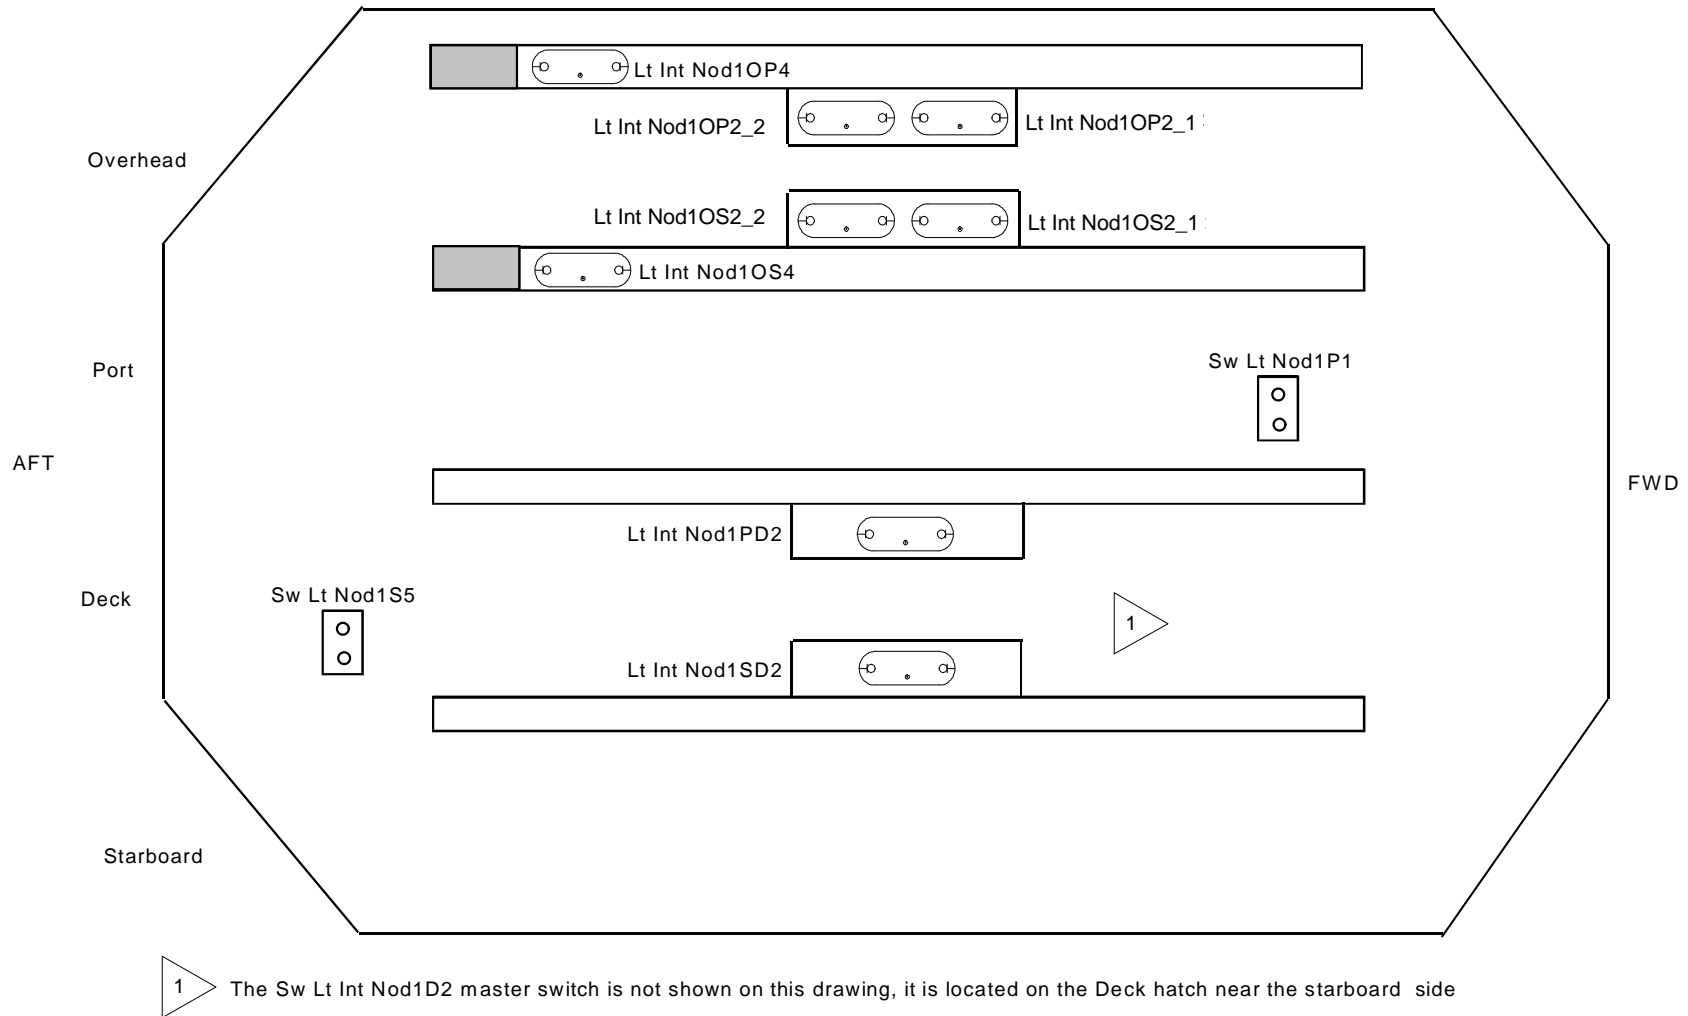 Lt Int Nod1OP4
Lt Int Nod1OP2_2
Lt Int Nod1OP2_1
Overhead
Lt Int Nod1OS2_2
Lt Int Nod1OS2_1
Lt Int Nod1OS4
Sw Lt Nod1P1
Port
AFT
FWD
Lt Int Nod1PD2
Deck
Sw Lt Nod1S5
1
Lt Int Nod1SD2
Starboard
1 The Sw Lt Int Nod1D2 master switch is not shown on this drawing, it is located on the Deck hatch near the starboard side